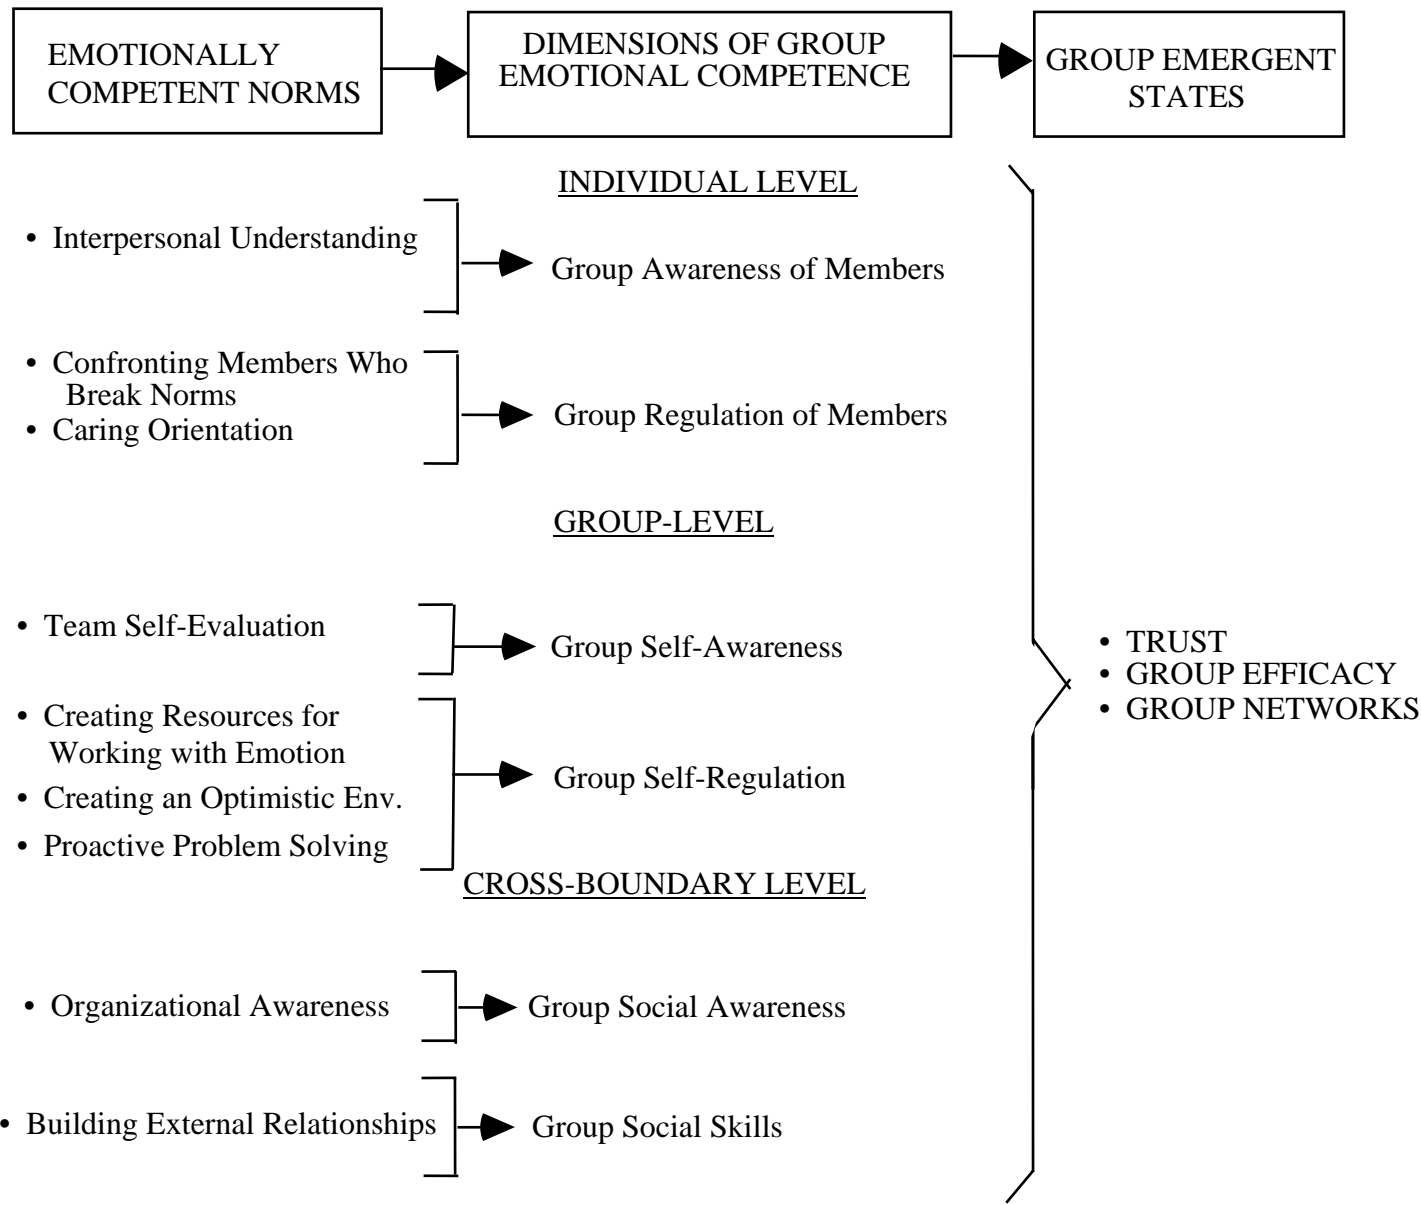 EMOTIONALLY
COMPETENT NORMS
DIMENSIONS OF GROUP
EMOTIONAL COMPETENCE
GROUP EMERGENT
STATES
INDIVIDUAL LEVEL
• Interpersonal Understanding
Group Awareness of Members
• Confronting Members Who
Break Norms
• Caring Orientation
Group Regulation of Members
GROUP-LEVEL
• Team Self-Evaluation
Group Self-Awareness
• Creating Resources for
Working with Emotion
• Creating an Optimistic Env.
• Proactive Problem Solving
Group Self-Regulation
CROSS-BOUNDARY LEVEL
• Organizational Awareness
Group Social Awareness
• Building External Relationships
Group Social Skills
• TRUST
• GROUP EFFICACY
• GROUP NETWORKS